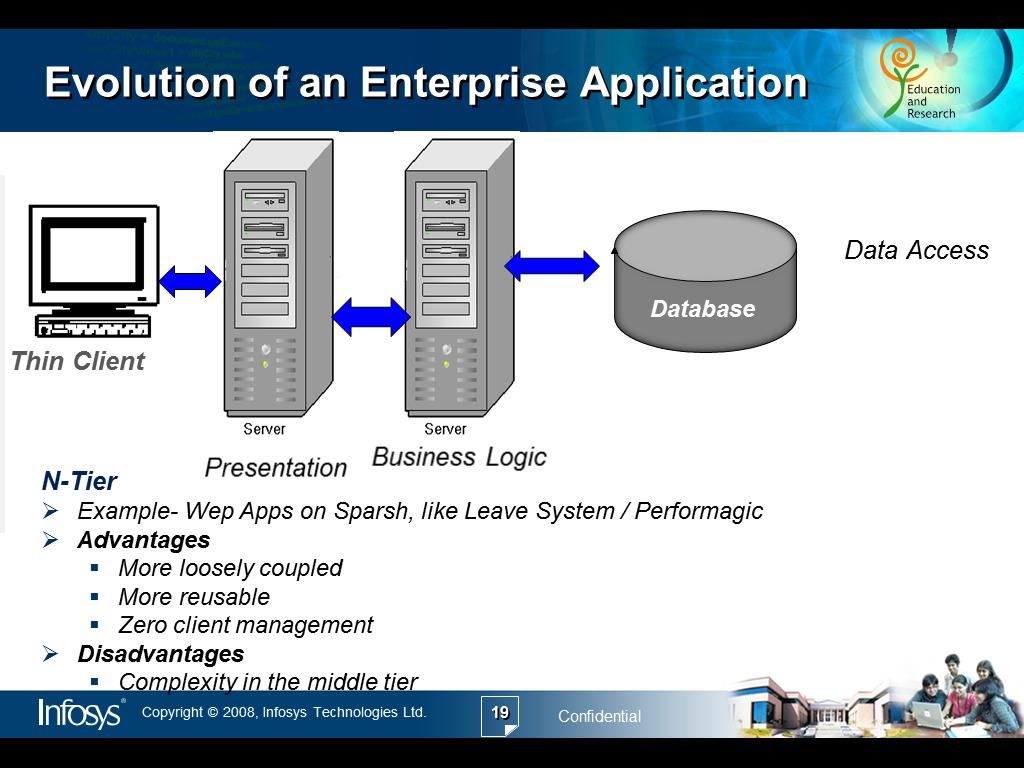 Evolution of an Enterprise Application
Education
and
Research
Data Access
Database
Thin Client
Server
Server
Presentation
Business Logic
N-Tier
Example- Wep Apps on Sparsh, like Leave System / Performagic
Advantages
More loosely coupled
More reusable
Zero client management
Disadvantages
Complexity in the middle tier
Infosys®
Copyright © 2008, Infosys Technologies Ltd.
19
Confidential